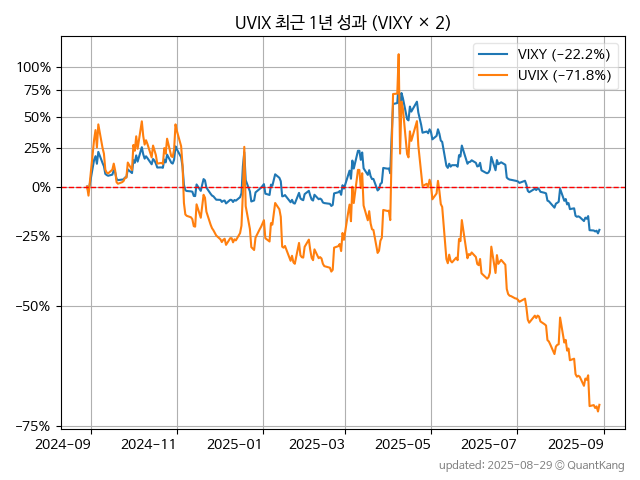 UVIX 최근 1년 성과 (VIXY × 2)
VIXY (−22.2%)
UVIX (−71.8%)
100%
75%
50%
25%
0%
−25%
−50%
−75%
2024-09 2024-11 2025-01 2025-03 2025-05 2025-07 2025-09
updated: 2025-08-29 © QuantKang